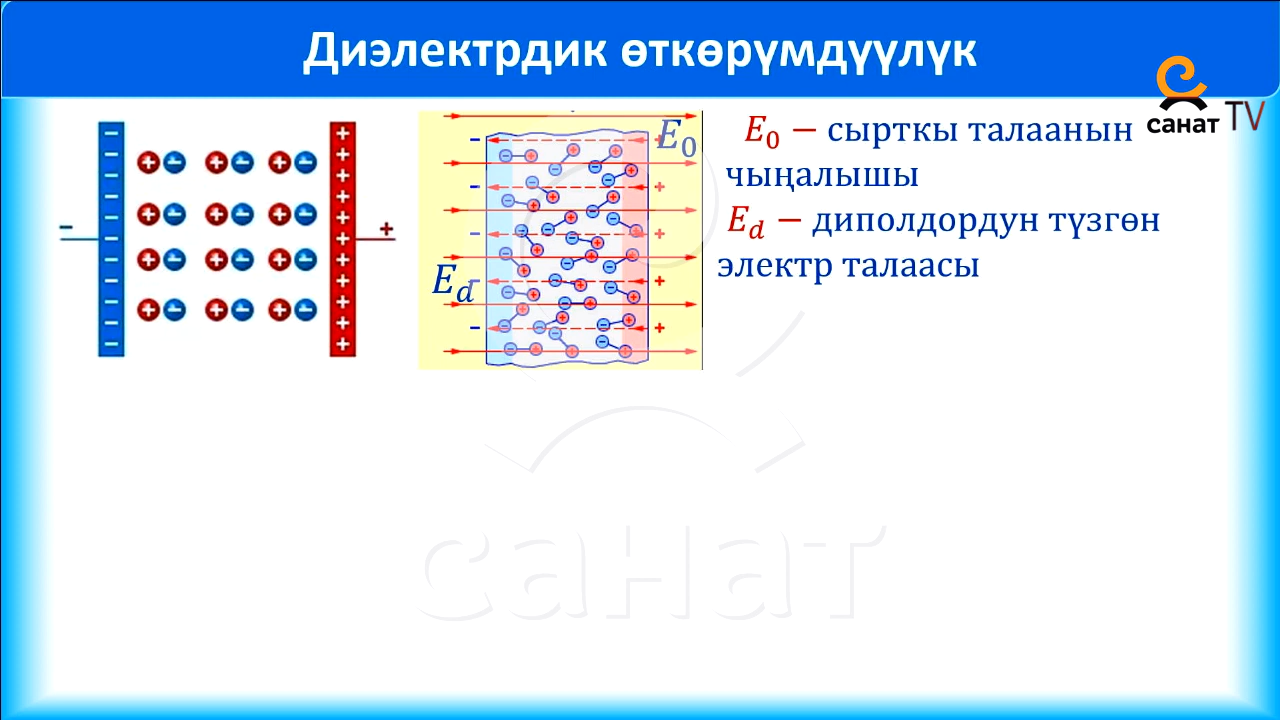 Диэлектрдик өткөрүмдүүлүк
санат TV
E₀ − сырткы талаанын
чыңалышы
E_d − диполдордун түзгөн
электр талаасы
− +
E₀
E_d
санат